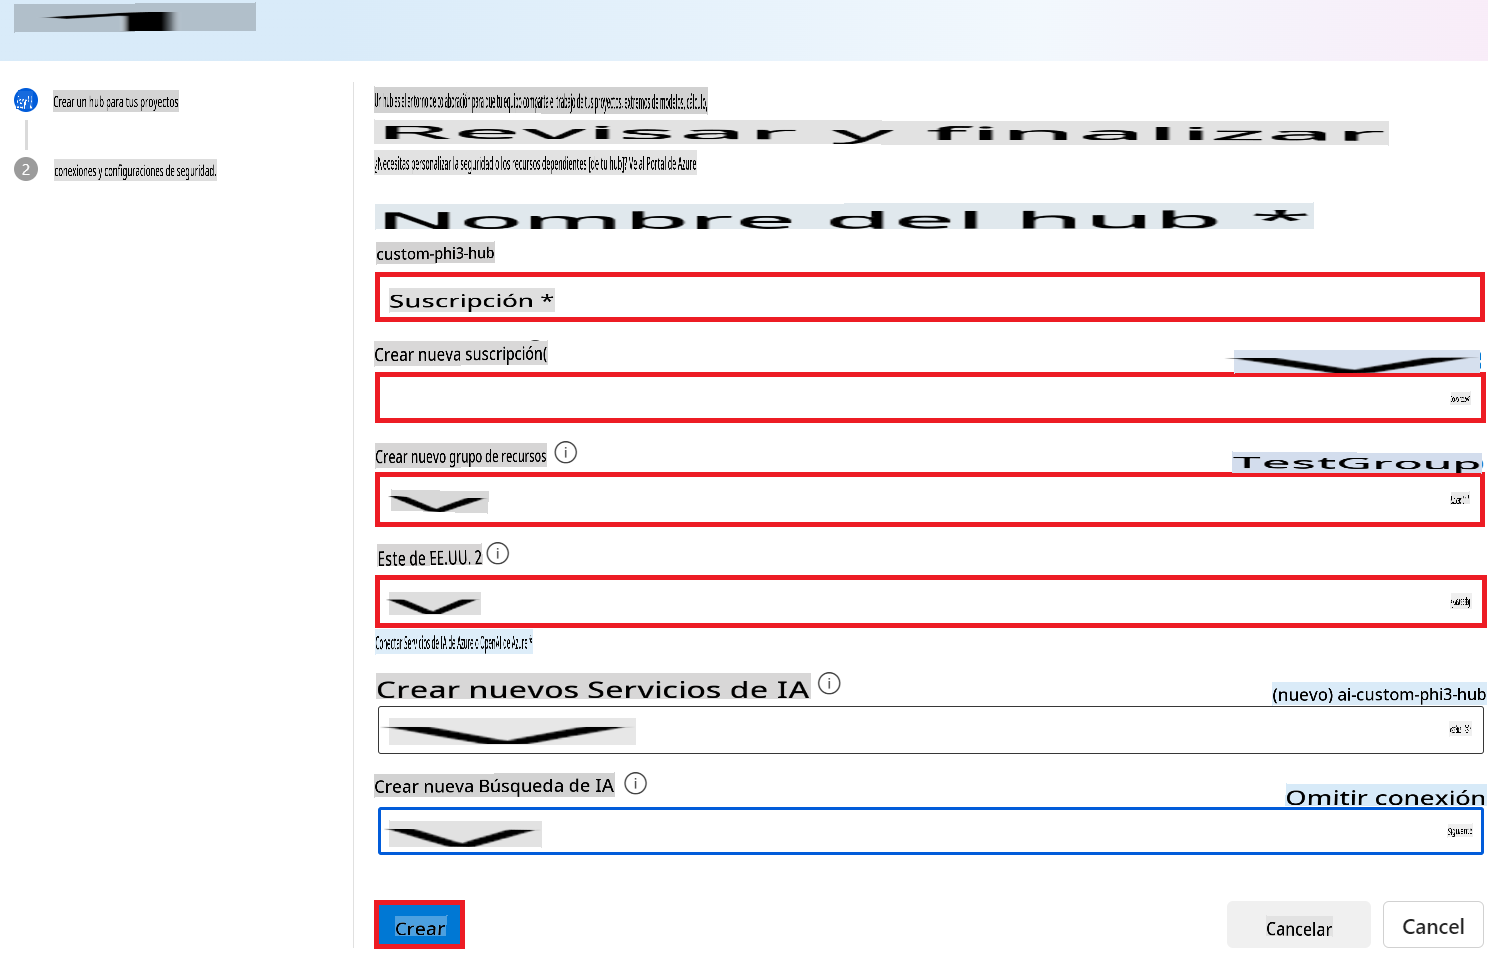 Crear un hub para tus proyectos
2
conexiones y configuraciones de seguridad.
Un hub es el entorno de colaboración para que tu equipo comparta el trabajo de tus proyectos, extremos de modelos, cálculo,
Revisar y finalizar
¿Necesitas personalizar la seguridad o los recursos dependientes [de tu hub]? Ve al Portal de Azure
Nombre del hub *
custom-phi3-hub
Suscripción *
Crear nueva suscripción(
Crear nuevo grupo de recursos
TestGroup
Este de EE.UU. 2
Conectar Servicios de IA de Azure o OpenAI de Azure *
Crear nuevos Servicios de IA
(nuevo) ai-custom-phi3-hub
Crear nueva Búsqueda de IA
Omitir conexión
Siguiente
Crear
Cancelar
Cancel